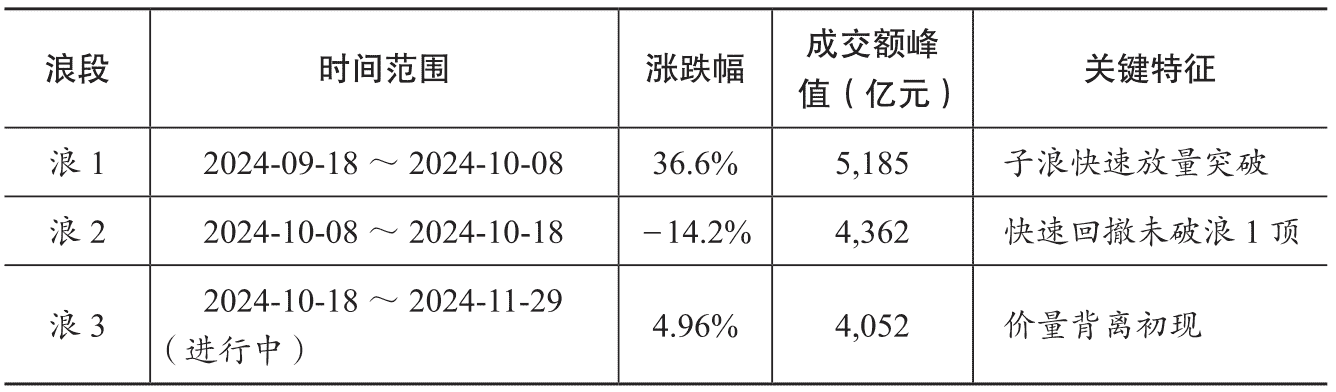 浪段 时间范围 涨跌幅 成交额峰值（亿元） 关键特征
浪 1 2024-09-18 ～ 2024-10-08 36.6% 5,185 子浪快速放量突破
浪 2 2024-10-08 ～ 2024-10-18 −14.2% 4,362 快速回撤未破浪 1 顶
浪 3 2024-10-18 ～ 2024-11-29（进行中） 4.96% 4,052 价量背离初现